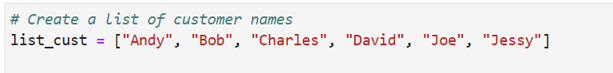 # Create a list of customer names
list_cust = ["Andy", "Bob", "Charles", "David", "Joe", "Jessy"]